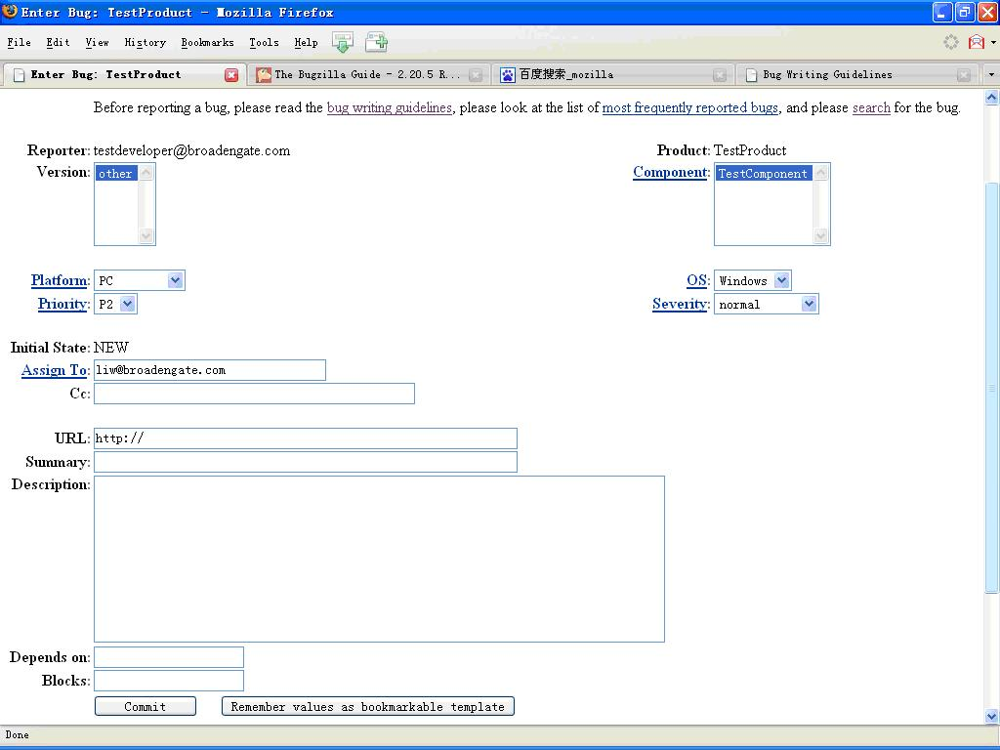 Enter Bug: TestProduct - Mozilla Firefox
File Edit View History Bookmarks Tools Help
Enter Bug: TestProduct The Bugzilla Guide - 2.20.5 R... 百度搜索_mozilla Bug Writing Guidelines
Before reporting a bug, please read the bug writing guidelines, please look at the list of most frequently reported bugs, and please search for the bug.
Reporter: testdeveloper@broadengate.com Product: TestProduct
Version: other Component: TestComponent
Platform: PC OS: Windows
Priority: P2 Severity: normal
Initial State: NEW
Assign To: liw@broadengate.com
Cc:
URL: http://
Summary:
Description:
Depends on:
Blocks:
Commit Remember values as bookmarkable template
Done